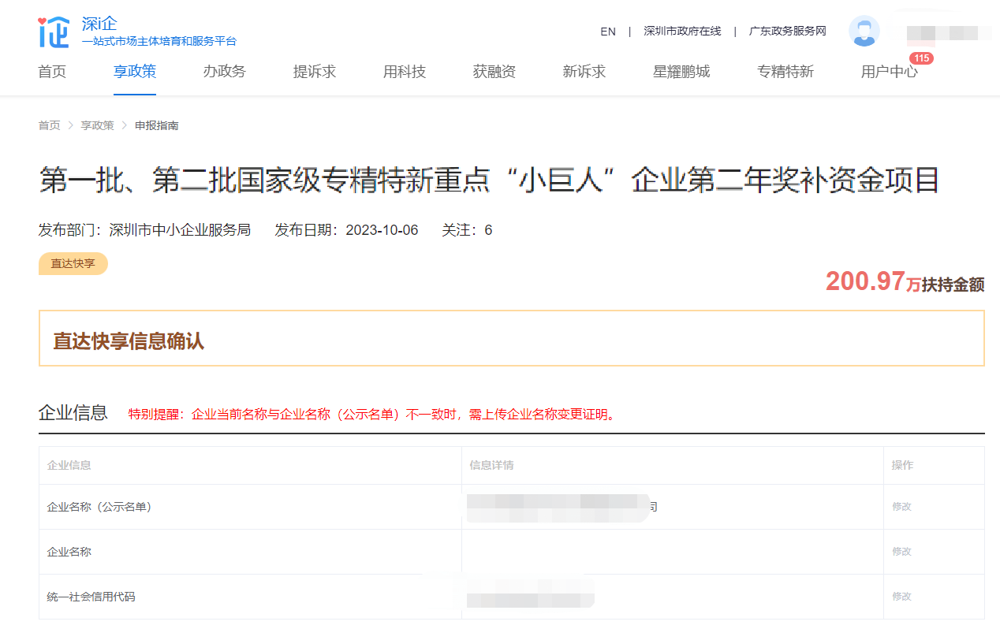 深i企
一站式市场主体培育和服务平台
EN | 深圳市政府在线 | 广东政务服务网
首页 享政策 办政务 提诉求 用科技 获融资 新诉求 星耀鹏城 专精特新 用户中心 115
首页 > 享政策 > 申报指南
第一批、第二批国家级专精特新重点“小巨人”企业第二年奖补资金项目
发布部门：深圳市中小企业服务局 发布日期：2023-10-06 关注：6
直达快享
200.97万扶持金额
直达快享信息确认
企业信息 特别提醒：企业当前名称与企业名称（公示名单）不一致时，需上传企业名称变更证明。
企业信息 信息详情 操作
企业名称（公示名单） 司 修改
企业名称 修改
统一社会信用代码 修改